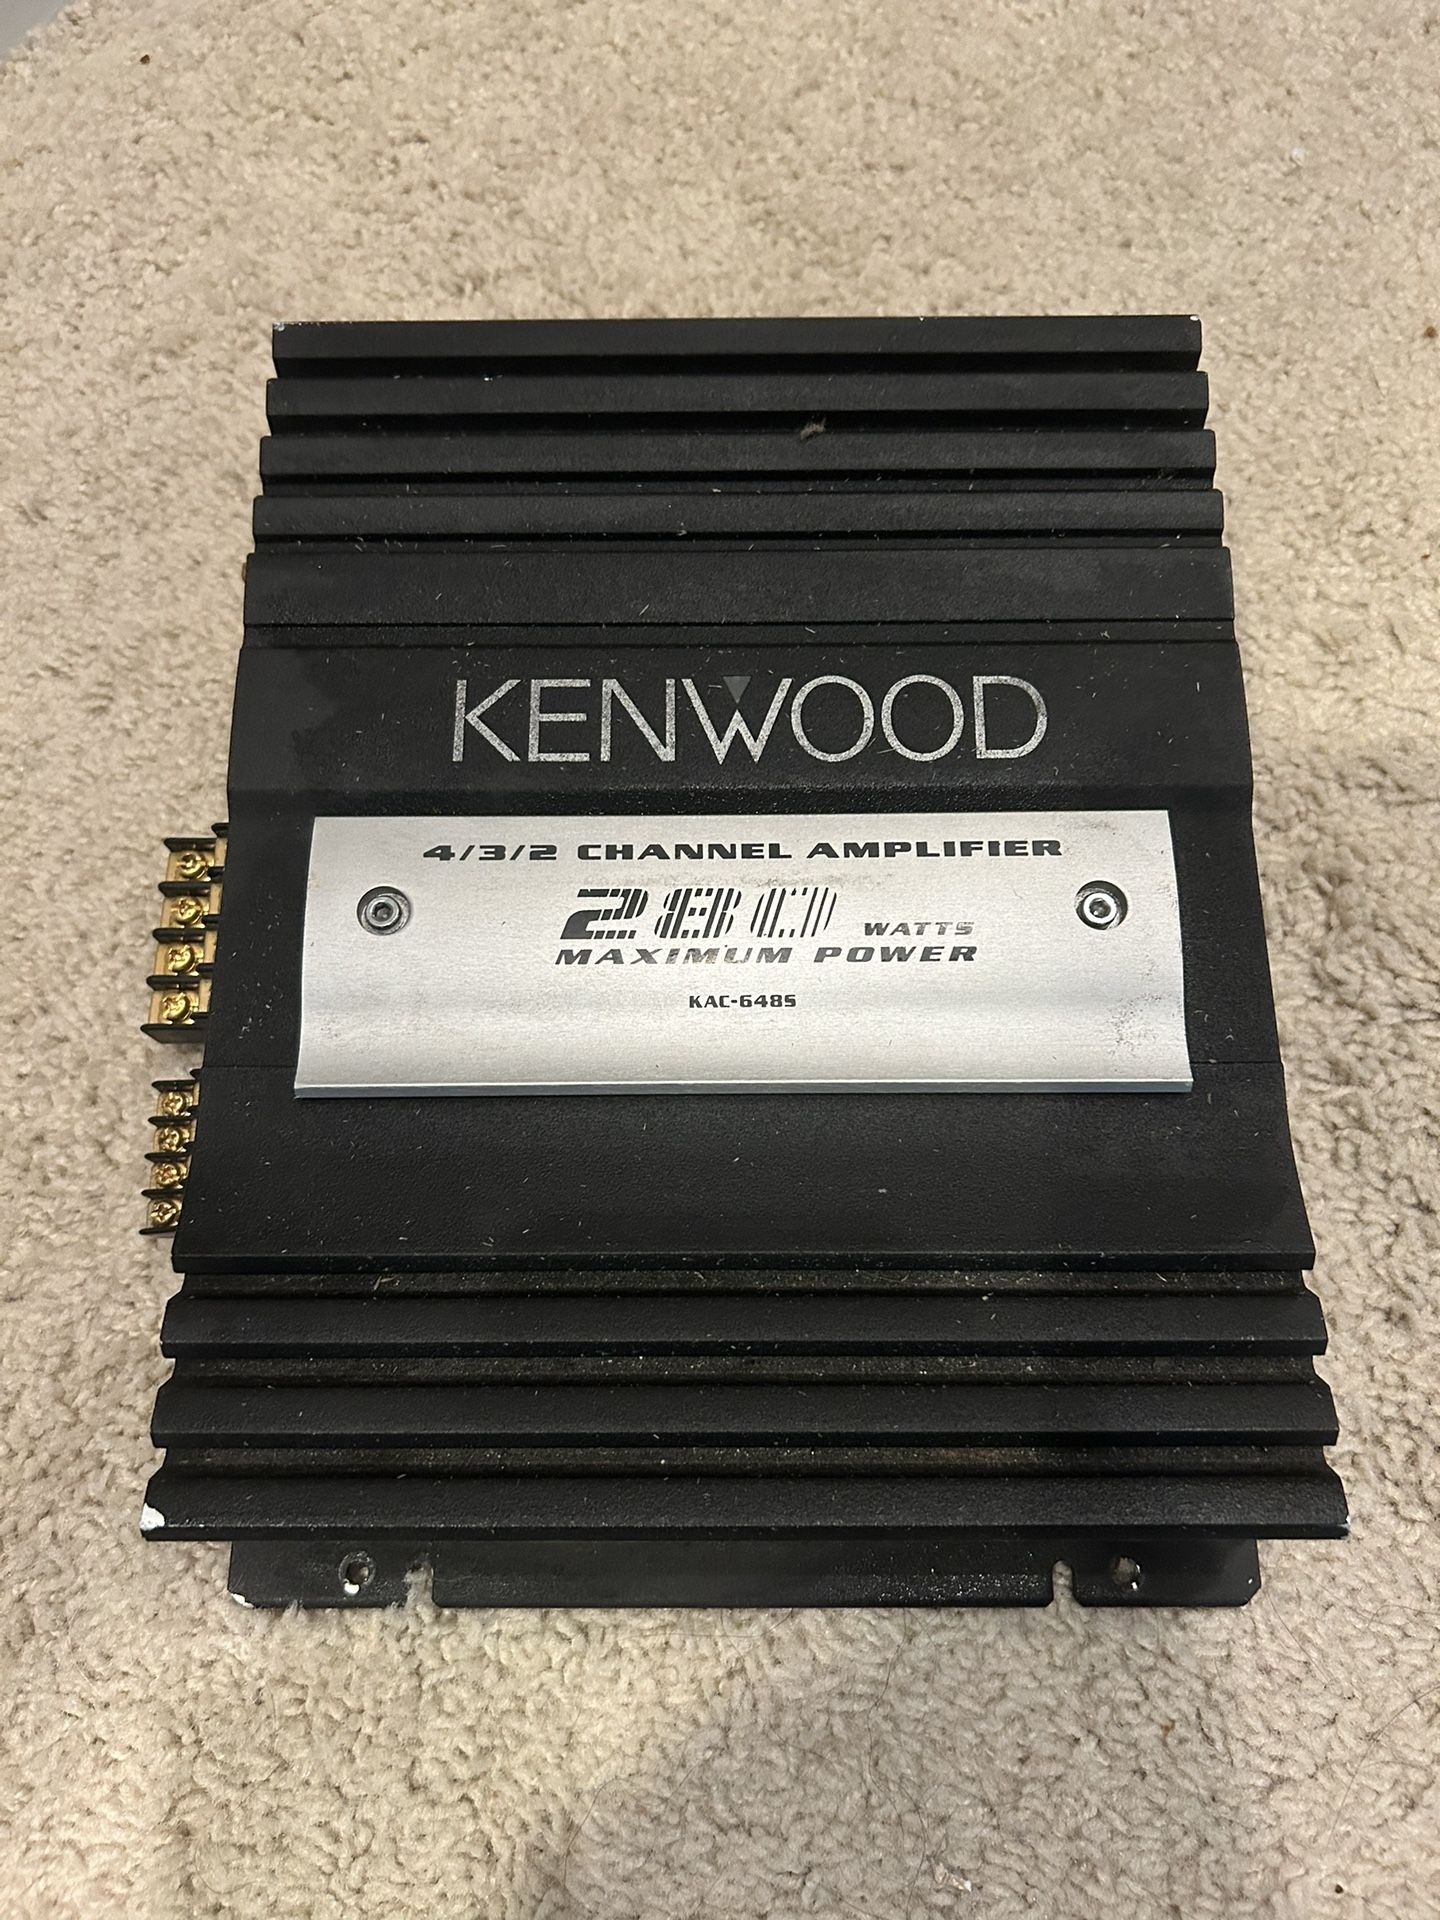 KENWOOD
4/3/2 CHANNEL AMPLIFIER
280 WATTS
MAXIMUM POWER
KAC-648S